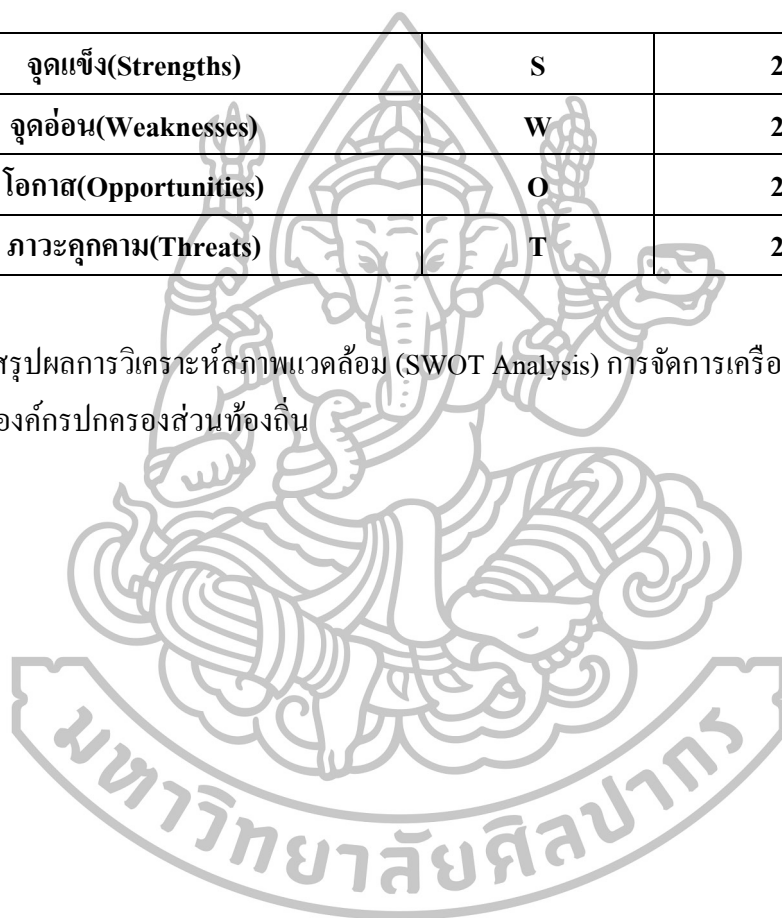 จุดแข็ง(Strengths) S 2
จุดอ่อน(Weaknesses) W 2
โอกาส(Opportunities) O 2
ภาวะคุกคาม(Threats) T 2
สรุปผลการวิเคราะห์สภาพแวดล้อม (SWOT Analysis) การจัดการเครือ
องค์กรปกครองส่วนท้องถิ่น
มหาวิทยาลัยศิลปากร